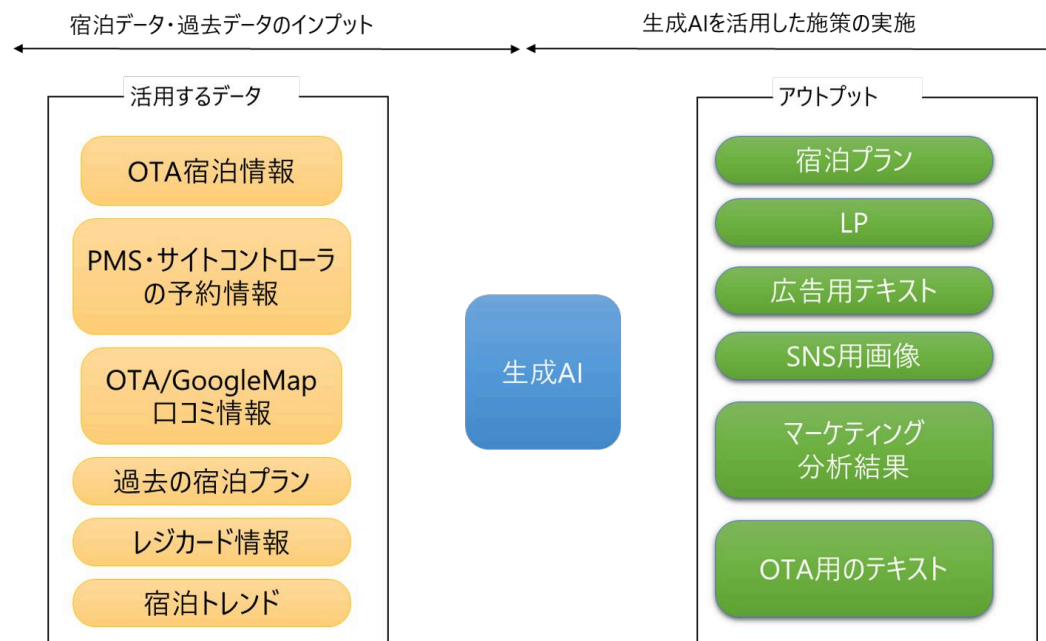 宿泊データ・過去データのインプット
生成AIを活用した施策の実施
活用するデータ
OTA宿泊情報
PMS・サイトコントローラ
の予約情報
OTA/GoogleMap
口コミ情報
過去の宿泊プラン
レジカード情報
宿泊トレンド
生成AI
アウトプット
宿泊プラン
LP
広告用テキスト
SNS用画像
マーケティング
分析結果
OTA用のテキスト